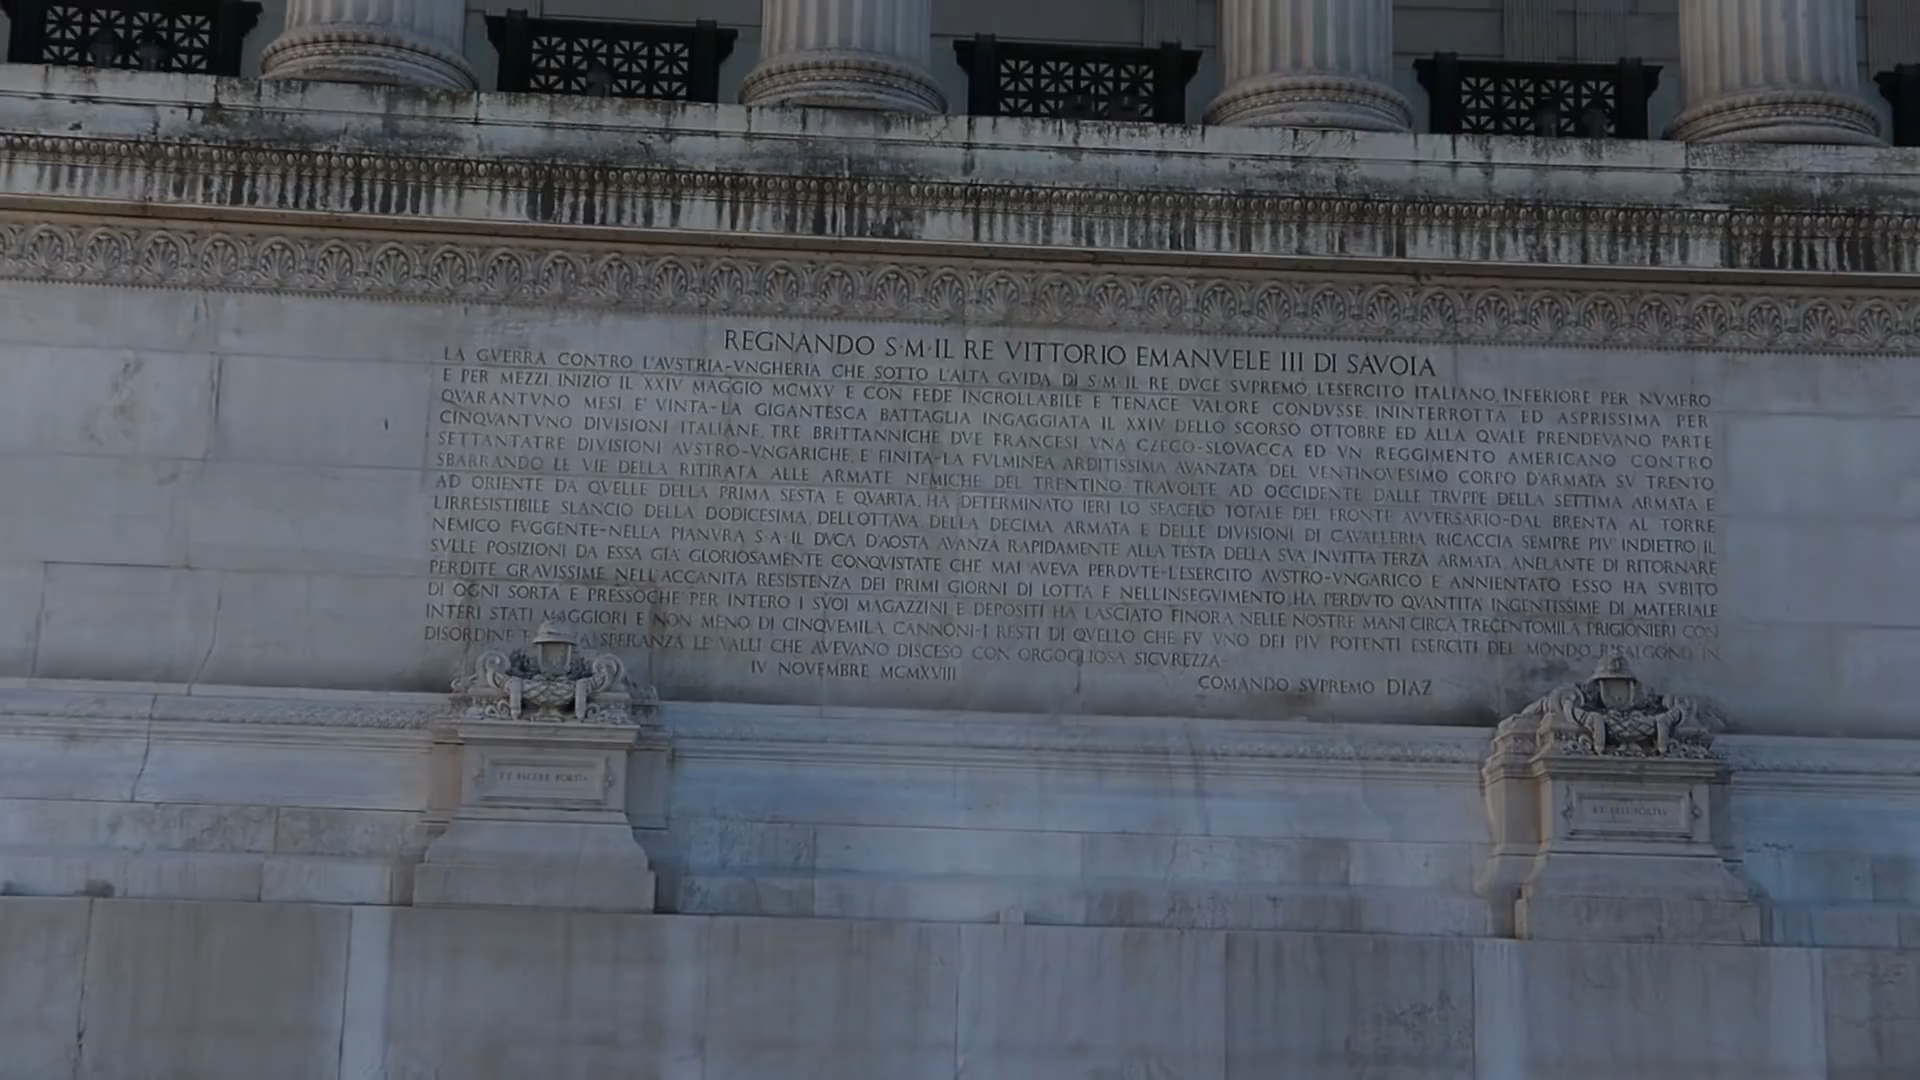 REGNANDO S·M·IL RE VITTORIO EMANVELE III DI SAVOIA
LA GVERRA CONTRO L'AVSTRIA-VNGHERIA CHE SOTTO L'ALTA GVIDA DI S·M·IL RE DVCE SVPREMO L'ESERCITO ITALIANO INFERIORE PER NVMERO
E PER MEZZI INIZIO' IL XXIV MAGGIO MCMXV E CON FEDE INCROLLABILE E TENACE VALORE CONDVSSE ININTERROTTA ED ASPRISSIMA PER
QVARANTVNO MESI, E' VINTA-LA GIGANTESCA BATTAGLIA INGAGGIATA IL XXIV DELLO SCORSO OTTOBRE ED ALLA QVALE PRENDEVANO PARTE
CINQVANTVNO DIVISIONI ITALIANE, TRE BRITTANNICHE, DVE FRANCESI VNA CZECO-SLOVACCA ED VN REGGIMENTO AMERICANO CONTRO
SETTANTATRE DIVISIONI AVSTRO-VNGARICHE, E FINITA-LA FVLMINEA ARDITISSIMA AVANZATA DEL VENTINOVESIMO CORPO D'ARMATA SV TRENTO
SBARRANDO LE VIE DELLA RITIRATA ALLE ARMATE NEMICHE DEL TRENTINO TRAVOLTE AD OCCIDENTE DALLE TRVPPE DELLA SETTIMA ARMATA E
AD ORIENTE DA QVELLE DELLA PRIMA SESTA E QVARTA, HA DETERMINATO IERI LO SFACELO TOTALE DEL FRONTE AVVERSARIO-DAL BRENTA AL TORRE
L'IRRESISTIBILE SLANCIO DELLA DODICESIMA, DELL'OTTAVA, DELLA DECIMA ARMATA E DELLE DIVISIONI DI CAVALLERIA RICACCIA SEMPRE PIV' INDIETRO IL
NEMICO FVGGENTE-NELLA PIANVRA S·A·IL DVCA D'AOSTA AVANZA RAPIDAMENTE ALLA TESTA DELLA SVA INVITTA TERZA ARMATA, ANELANTE DI RITORNARE
SVLLE POSIZIONI DA ESSA GIA' GLORIOSAMENTE CONQVISTATE CHE MAI AVEVA PERDVTE-L'ESERCITO AVSTRO-VNGARICO E ANNIENTATO ESSO HA SVBITO
PERDITE GRAVISSIME NELL'ACCANITA RESISTENZA DEI PRIMI GIORNI DI LOTTA E NELL'INSEGVIMENTO HA PERDVTO QVANTITA' INGENTISSIME DI MATERIALE
DI OGNI SORTA E PRESSOCHE' PER INTERO I SVOI MAGAZZINI E DEPOSITI HA LASCIATO FINORA NELLE NOSTRE MANI CIRCA TRECENTOMILA PRIGIONIERI CON
INTERI STATI MAGGIORI E NON MENO DI CINQVEMILA CANNONI-I RESTI DI QVELLO CHE FV VNO DEI PIV POTENTI ESERCITI DEL MONDO RISALGONO IN
DISORDINE E SPERANZA LE VALLI CHE AVEVANO DISCESO CON ORGOGLIOSA SICVREZZA-
IV NOVEMBRE MCMXVIII COMANDO SVPREMO DIAZ